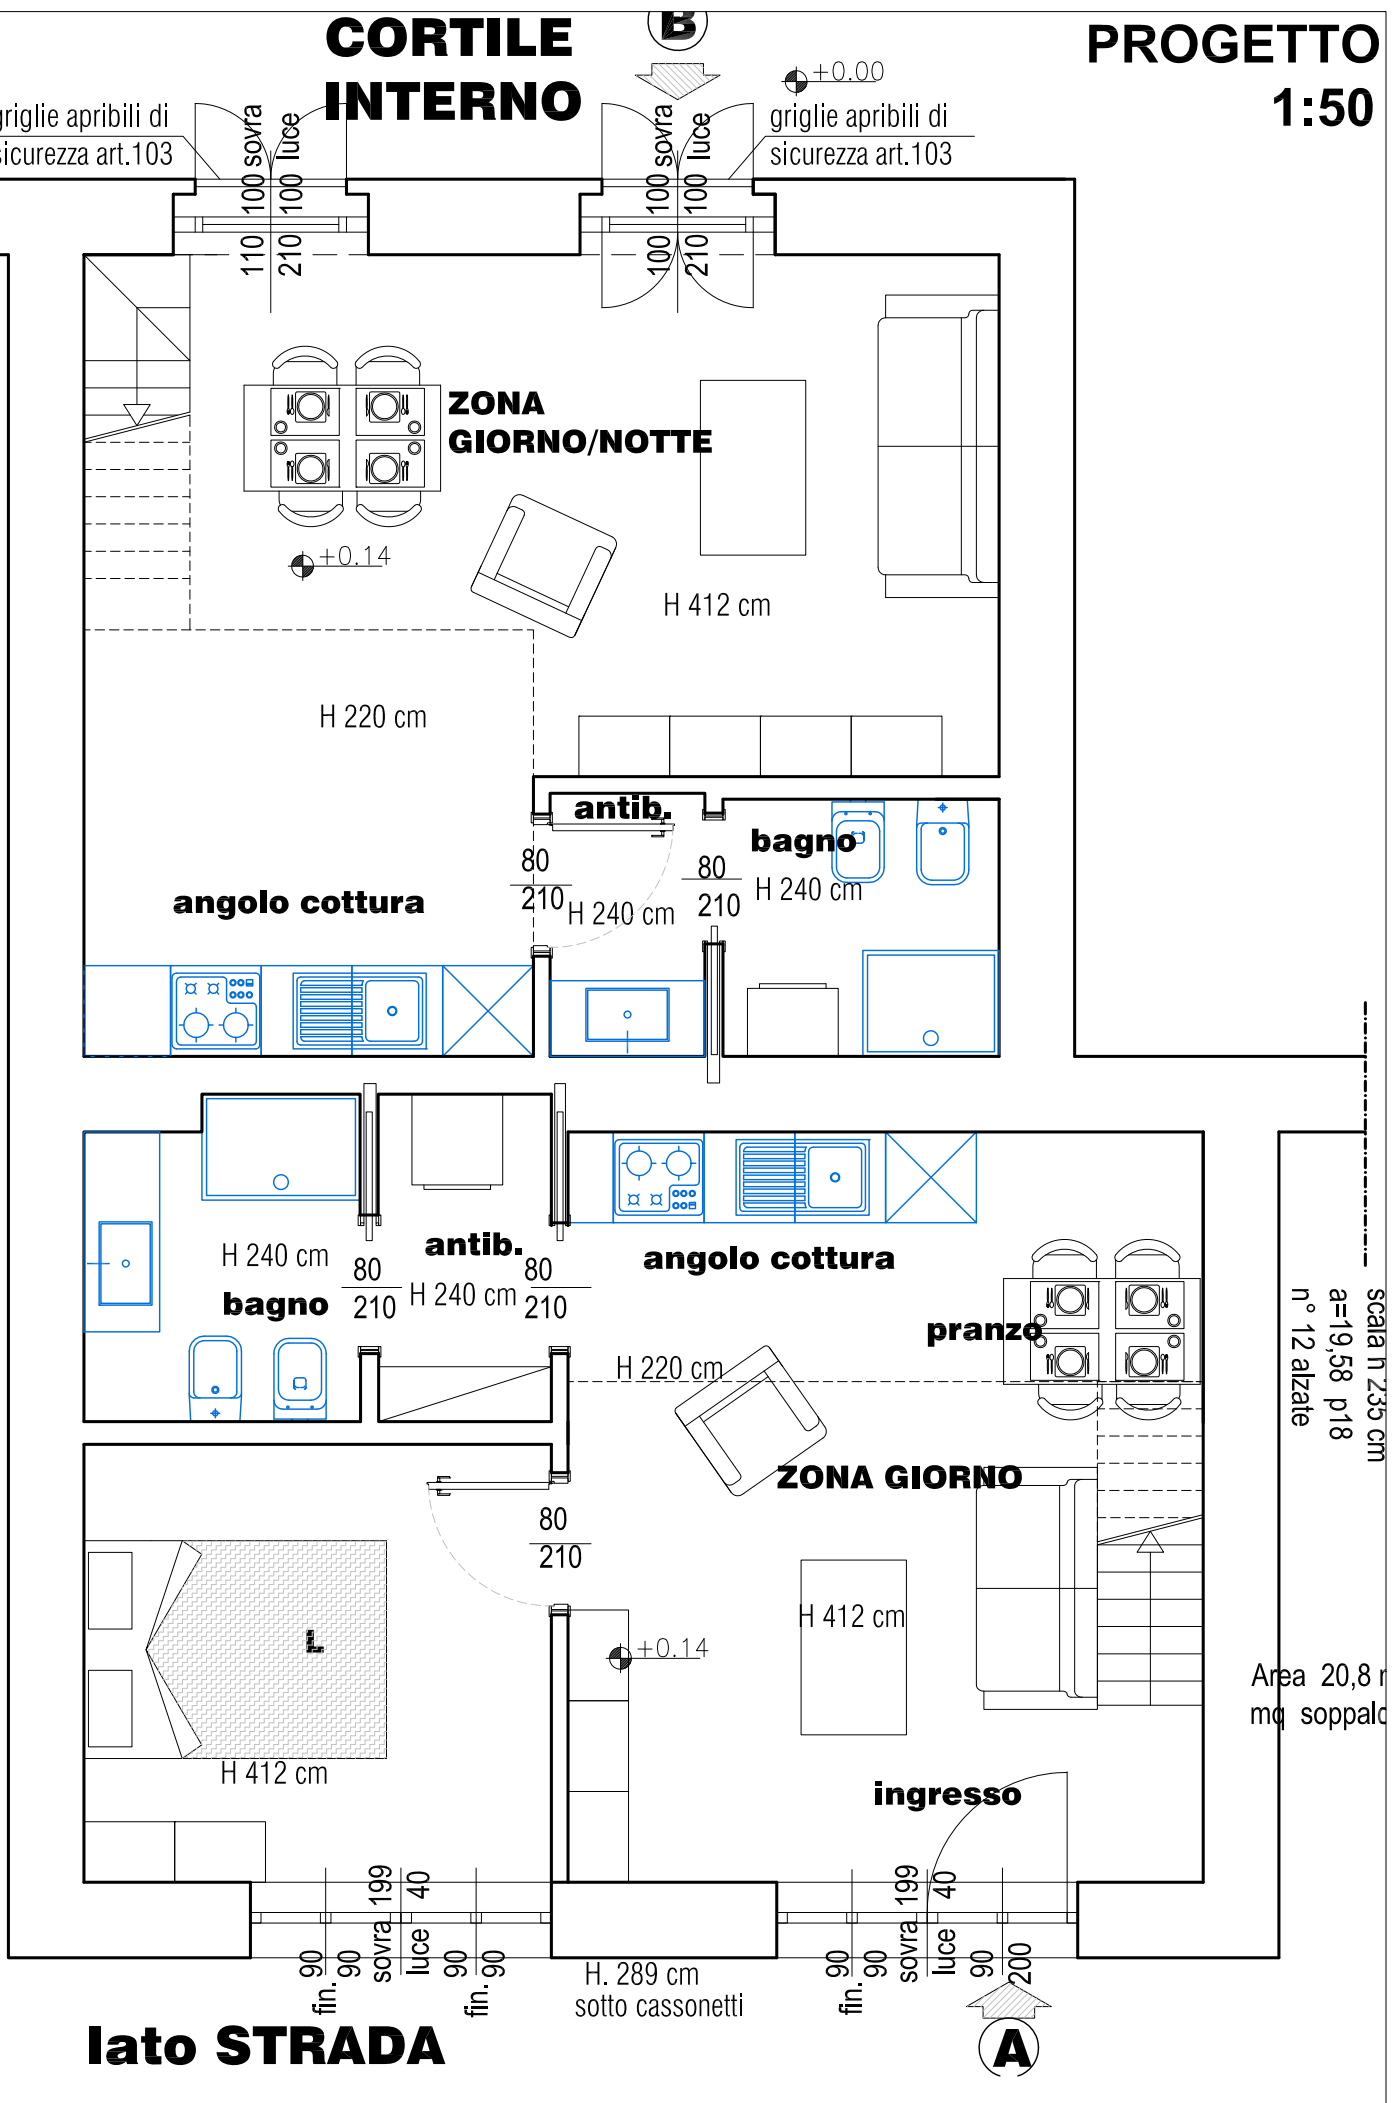 CORTILE
INTERNO
B
PROGETTO
1:50
+0.00
griglie apribili di
sicurezza art.103
griglie apribili di
sicurezza art.103
100 sovra
100 luce
110
210
100 sovra
100 luce
100
210
ZONA
GIORNO/NOTTE
+0.14
H 412 cm
H 220 cm
antib.
bagno
80
210
80
210
H 240 cm
H 240 cm
angolo cottura
H 240 cm
bagno
antib.
80
210
H 240 cm
80
210
angolo cottura
pranzo
H 220 cm
scala h 235 cm
a=19,58 p18
n° 12 alzate
ZONA GIORNO
80
210
L
H 412 cm
+0.14
H 412 cm
Area 20,8
mq soppalc
ingresso
fin. 90
90
sovra 199
luce 40
fin. 90
90
fin. 90
90
sovra 199
luce 40
90
200
H. 289 cm
sotto cassonetti
lato STRADA
A